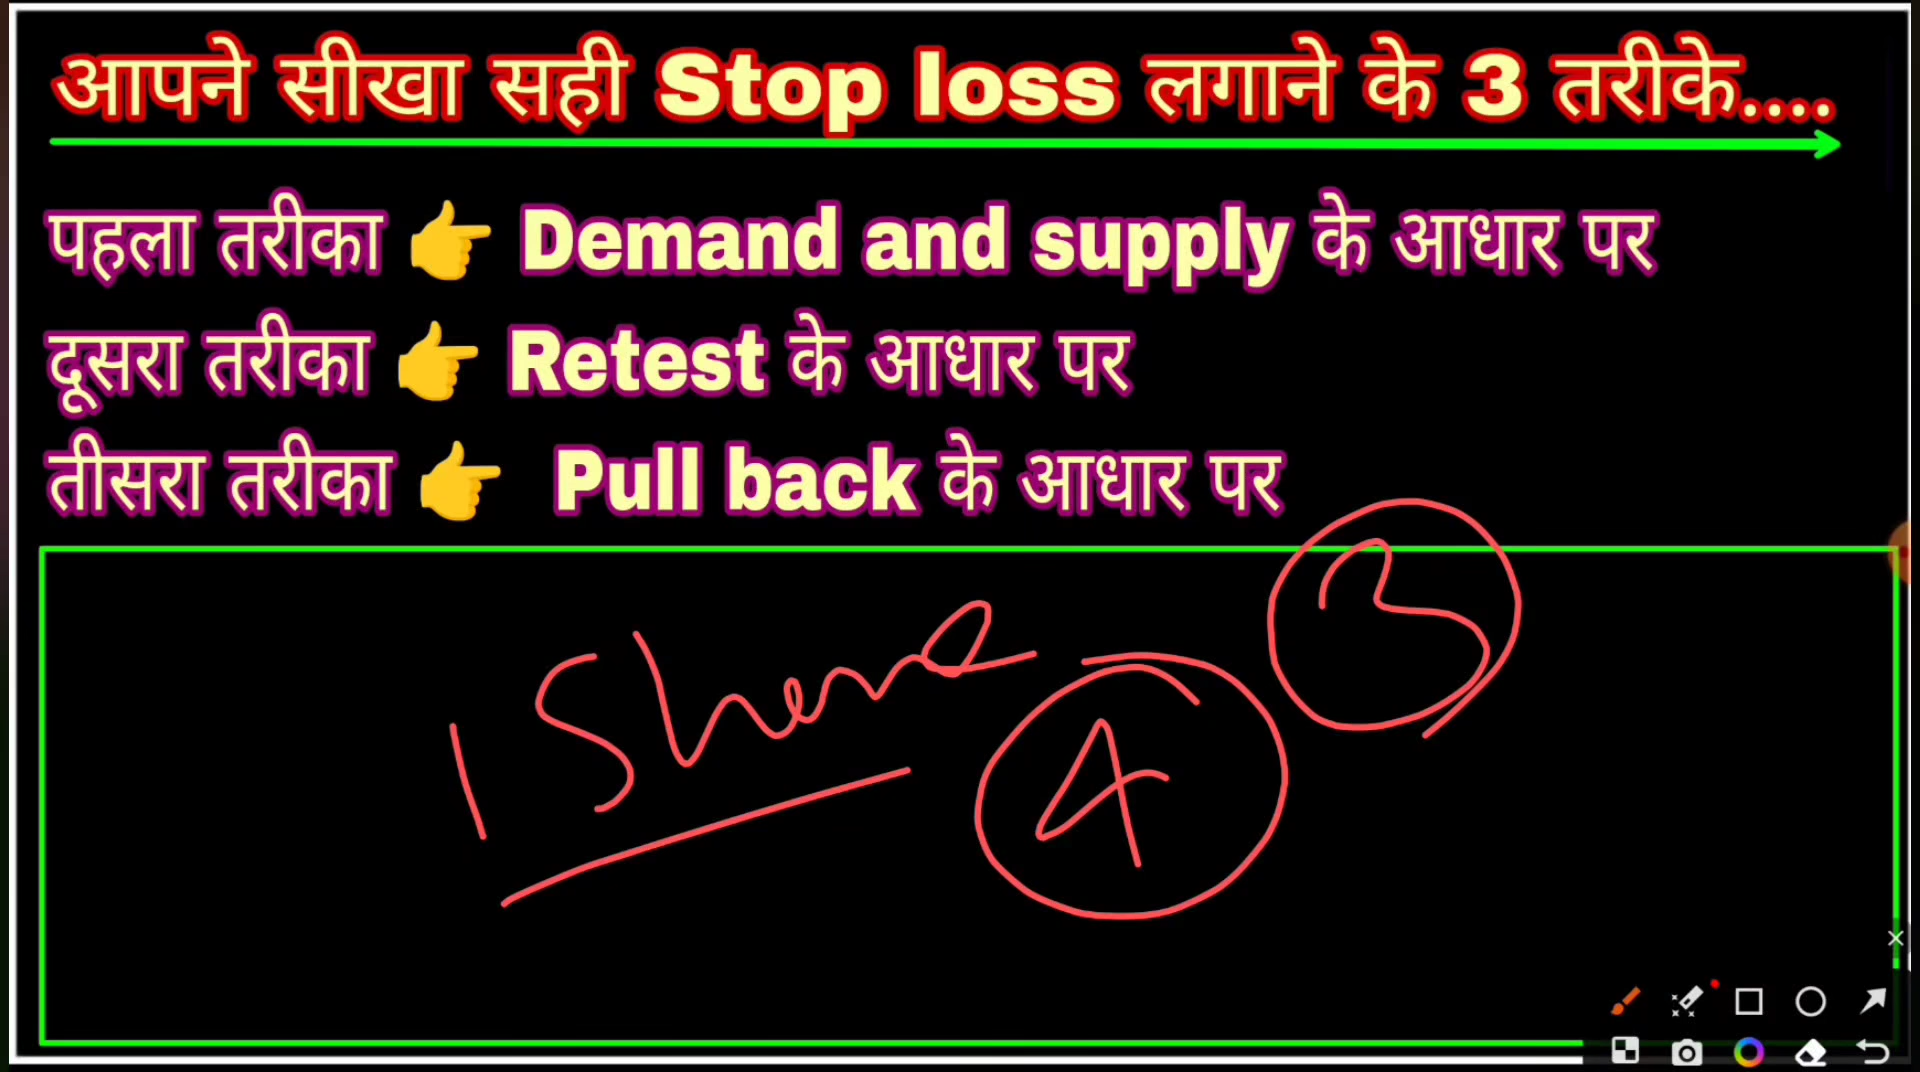 आपने सीखा सही Stop loss लगाने के 3 तरीके....
पहला तरीका 👉 Demand and supply के आधार पर
दूसरा तरीका 👉 Retest के आधार पर
तीसरा तरीका 👉 Pull back के आधार पर
3
1 Share
4